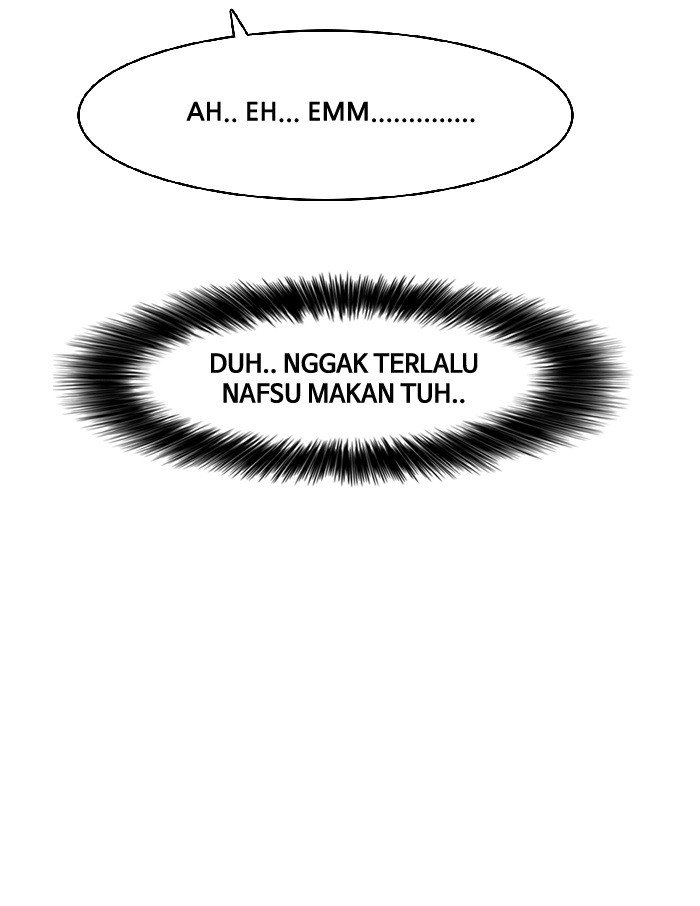 AH.. EH... EMM..............
DUH.. NGGAK TERLALU
NAFSU MAKAN TUH..